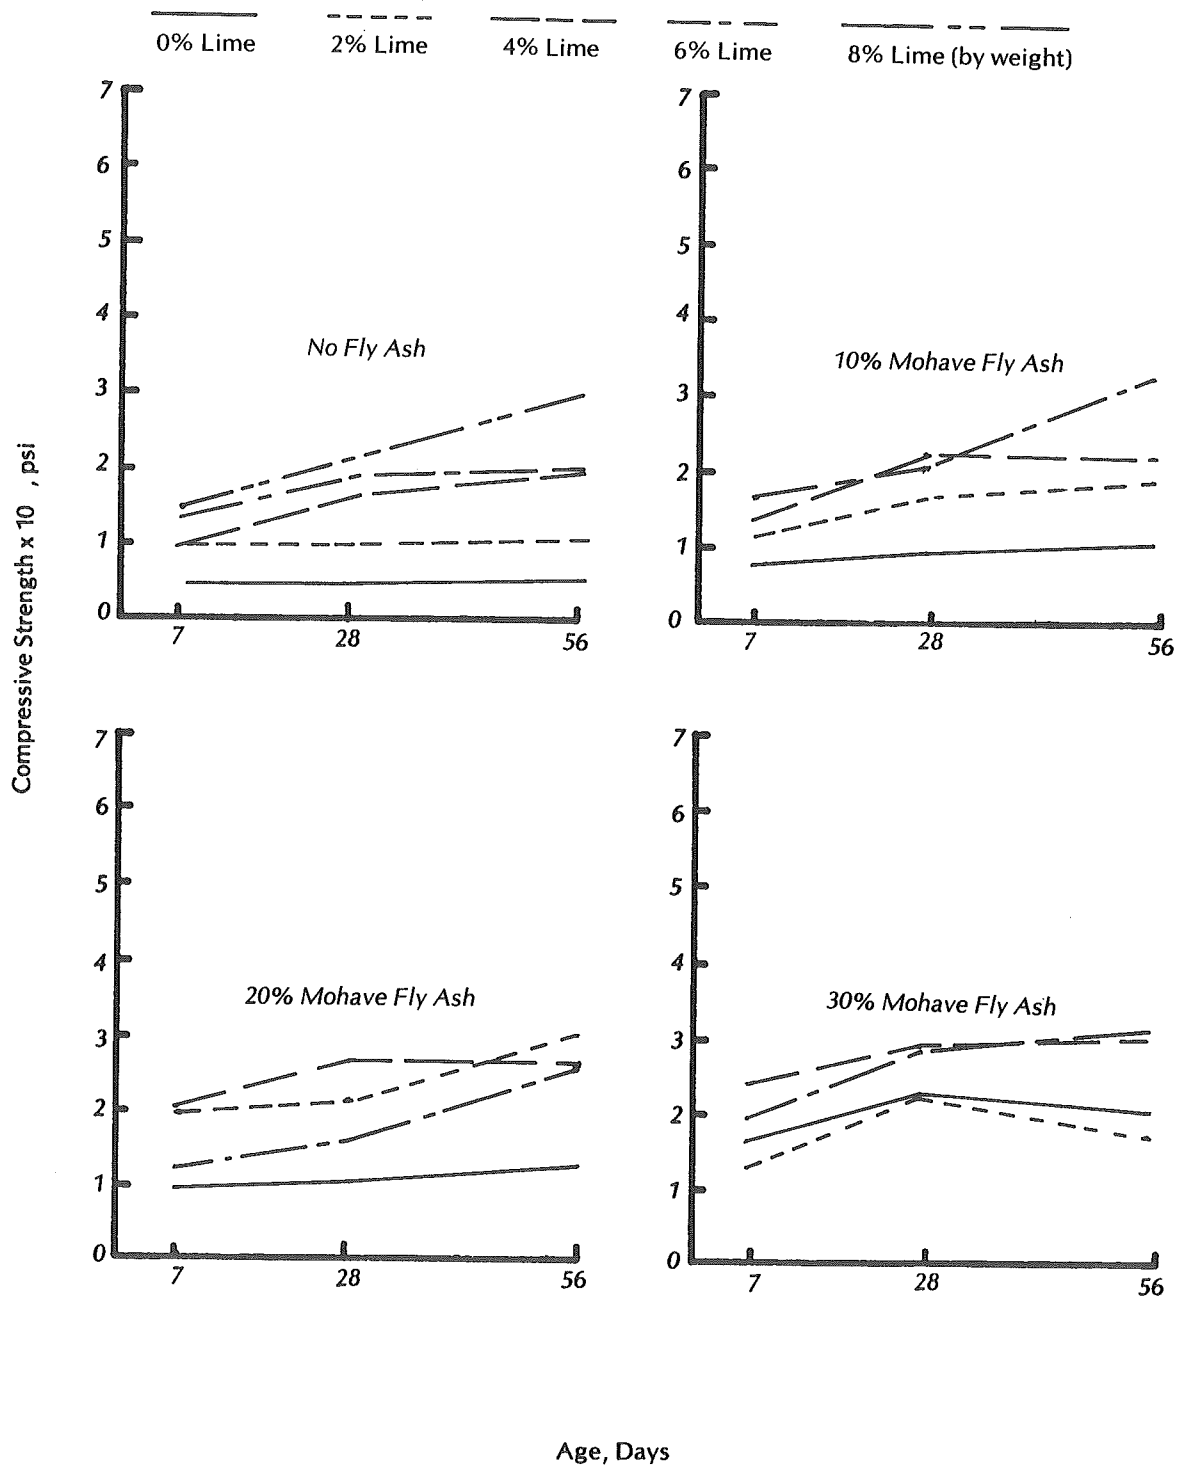 0% Lime 2% Lime 4% Lime 6% Lime 8% Lime (by weight)
7
6
5
4
3
2
1
0
No Fly Ash
7 28 56
7
6
5
4
3
2
1
0
10% Mohave Fly Ash
7 28 56
Compressive Strength x 10 , psi
7
6
5
4
3
2
1
0
20% Mohave Fly Ash
7 28 56
7
6
5
4
3
2
1
0
30% Mohave Fly Ash
7 28 56
Age, Days